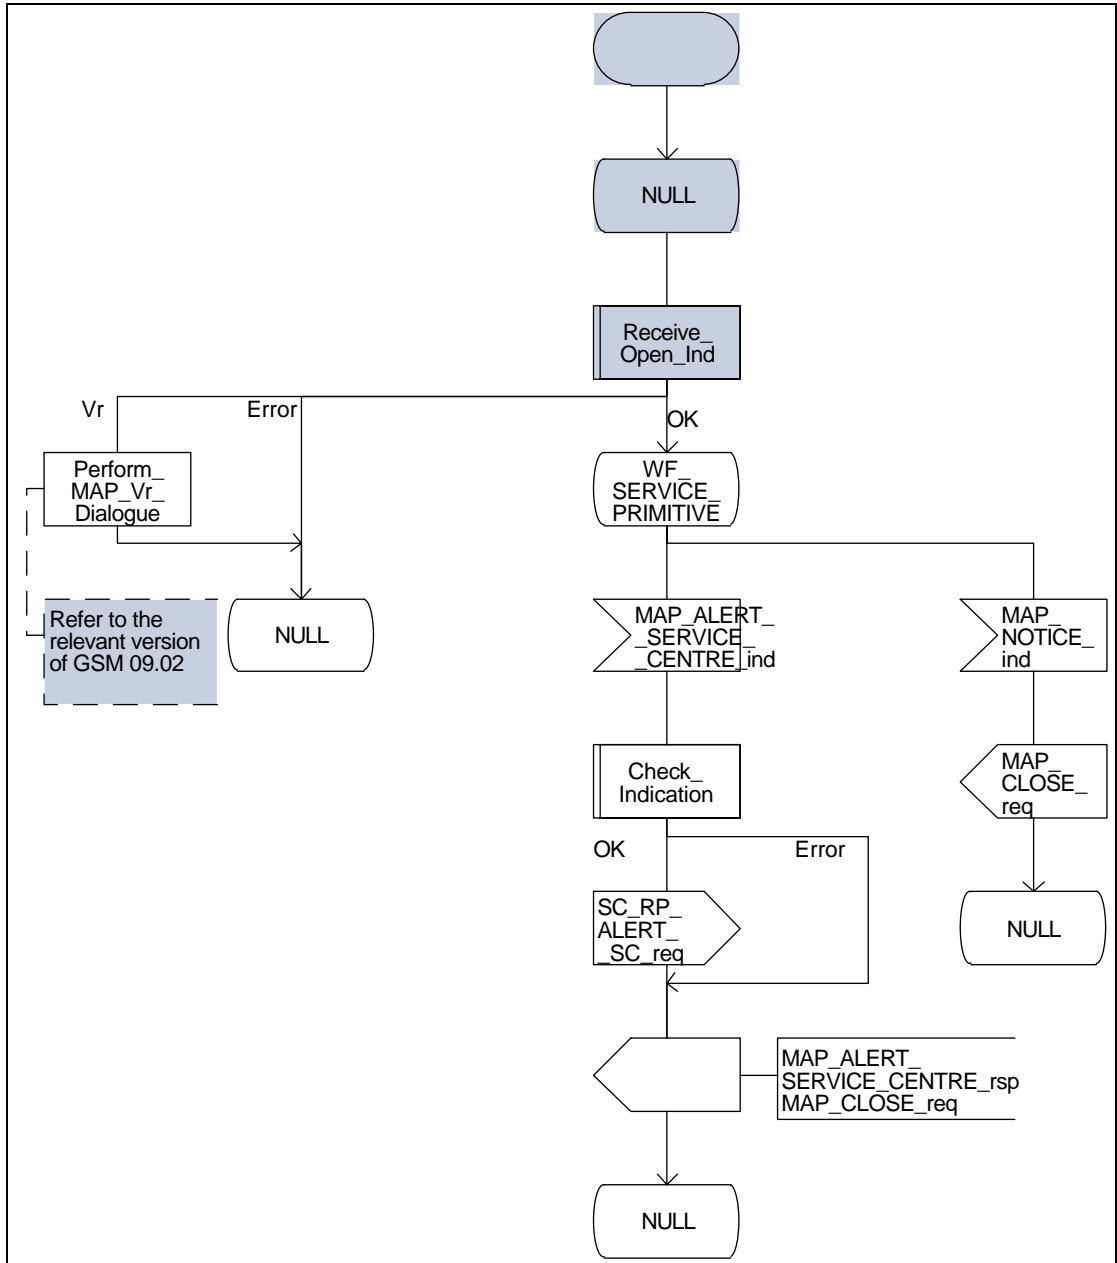 NULL
Receive_
Open_Ind
Vr
Error
OK
Perform_
MAP_Vr_
Dialogue
WF_
SERVICE_
PRIMITIVE
Refer to the
relevant version
of GSM 09.02
NULL
MAP_ALERT_
_SERVICE_
_CENTRE_ind
MAP_
NOTICE_
ind
Check_
Indication
MAP_
CLOSE_
req
OK
Error
SC_RP_
ALERT_
_SC_req
NULL
MAP_ALERT_
SERVICE_CENTRE_rsp
MAP_CLOSE_req
NULL